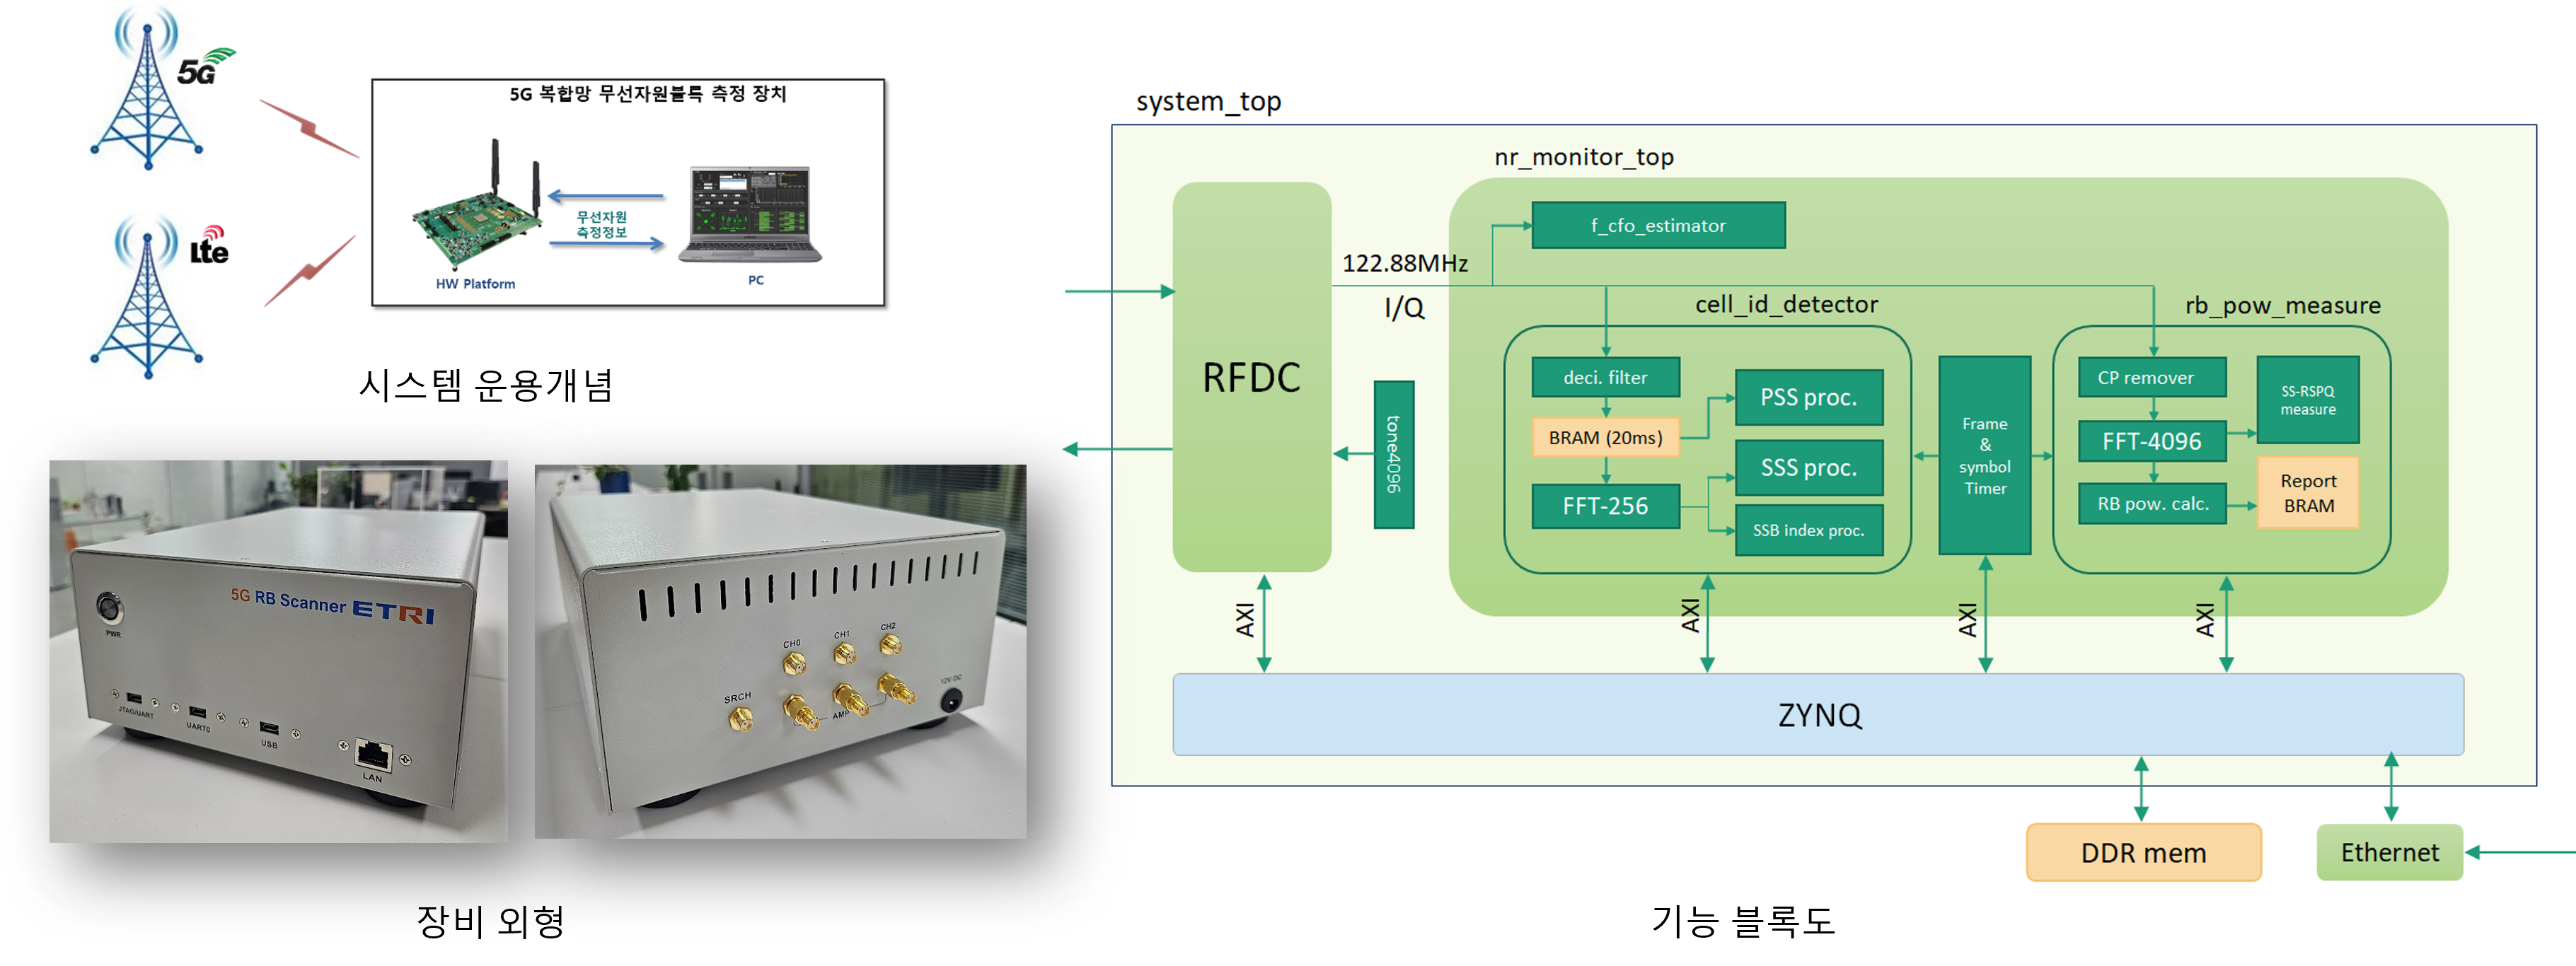 5G
Lte
5G 복합망 무선자원블록 측정 장치
무선자원
측정정보
HW Platform
PC
시스템 운용개념
5G RB Scanner ETRI
PWR
JTAG/UART
UART0
USB
LAN
CH0
CH1
CH2
SRCH
AMP
12V DC
장비 외형
system_top
nr_monitor_top
f_cfo_estimator
122.88MHz
I/Q
RFDC
tone4096
cell_id_detector
deci. filter
BRAM (20ms)
FFT-256
PSS proc.
SSS proc.
SSB index proc.
Frame
&
symbol
Timer
rb_pow_measure
CP remover
FFT-4096
RB pow. calc.
SS-RSPQ
measure
Report
BRAM
AXI
AXI
AXI
AXI
ZYNQ
DDR mem
Ethernet
기능 블록도